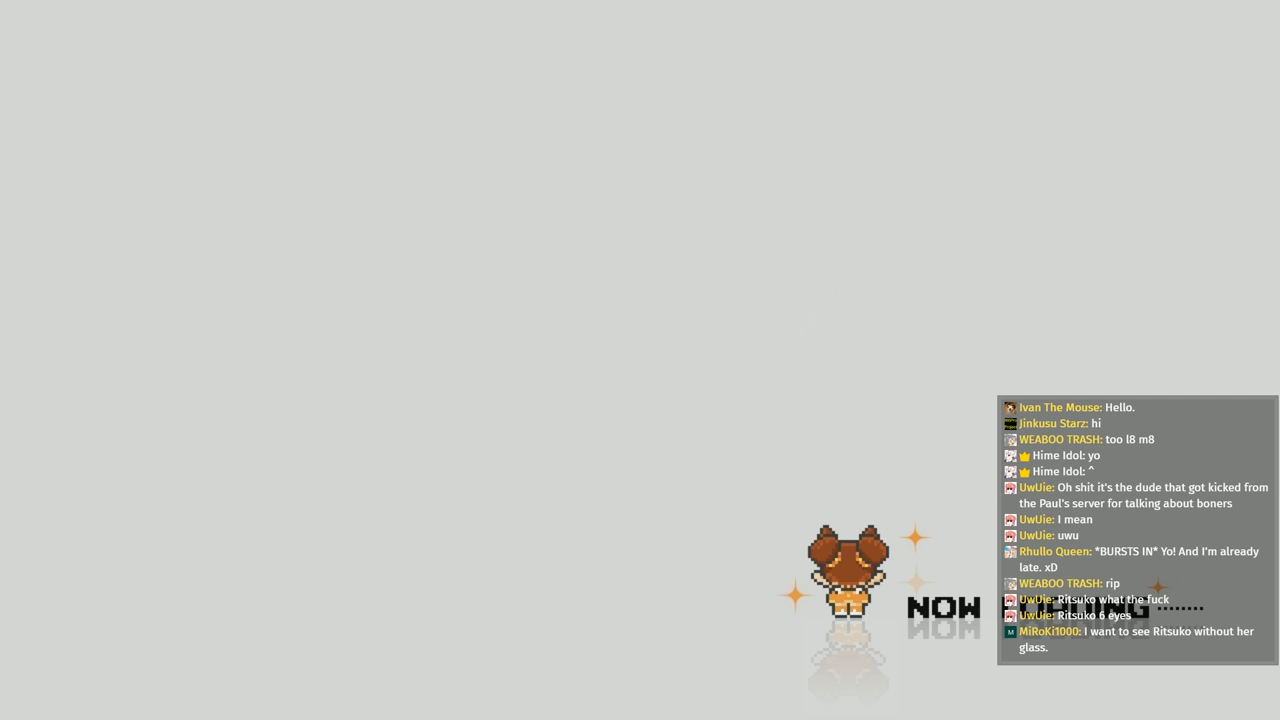 Ivan The Mouse: Hello.
Jinkusu Starz: hi
WEABOO TRASH: too l8 m8
Hime Idol: yo
Hime Idol: ^
UwUie: Oh shit it's the dude that got kicked from
the Paul's server for talking about boners
UwUie: I mean
UwUie: uwu
Rhullo Queen: *BURSTS IN* Yo! And I'm already
late. xD
WEABOO TRASH: rip
UwUie: Ritsuko what the fuck
UwUie: Ritsuko 6 eyes
MiRoKi1000: I want to see Ritsuko without her
glass.
NOW LOADING........